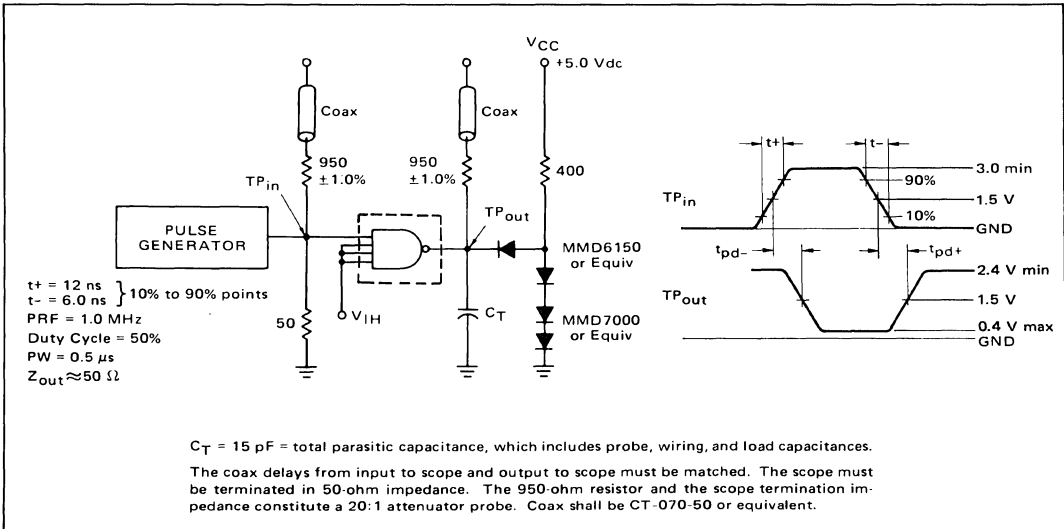 VCC
+5.0 Vdc
Coax
Coax
950
±1.0%
950
±1.0%
400
TPin
TPout
PULSE
GENERATOR
MMD6150
or Equiv
MMD7000
or Equiv
50
VIH
CT
t+ = 12 ns
t− = 6.0 ns
} 10% to 90% points
PRF = 1.0 MHz
Duty Cycle = 50%
PW = 0.5 µs
Zout ≈ 50 Ω
t+
t−
3.0 min
90%
1.5 V
10%
GND
TPin
tpd−
tpd+
2.4 V min
TPout
1.5 V
0.4 V max
GND
CT = 15 pF = total parasitic capacitance, which includes probe, wiring, and load capacitances.
The coax delays from input to scope and output to scope must be matched. The scope must
be terminated in 50-ohm impedance. The 950-ohm resistor and the scope termination im-
pedance constitute a 20:1 attenuator probe. Coax shall be CT-070-50 or equivalent.